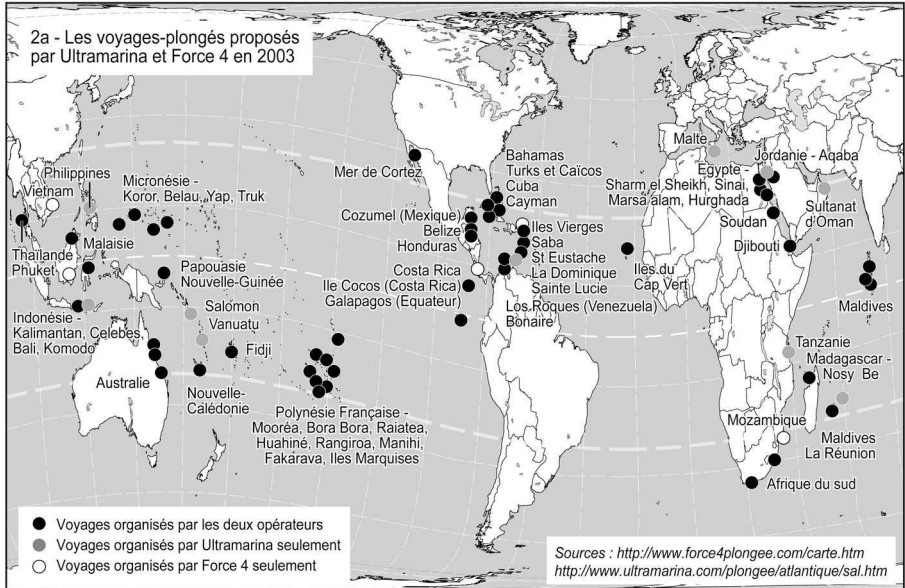 2a - Les voyages-plongés proposés
par Ultramarina et Force 4 en 2003
Philippines
Vietnam
Micronésie -
Koror, Belau, Yap, Truk
Thaïlande
Phuket
Malaisie
Papouasie
Nouvelle-Guinée
Salomon
Vanuatu
Indonésie -
Kalimantan, Celebes,
Bali, Komodo
Australie
Fidji
Nouvelle-
Calédonie
Polynésie Française -
Mooréa, Bora Bora, Raiatea,
Huahiné, Rangiroa, Manihi,
Fakarava, Iles Marquises
Mer de Cortez
Bahamas
Turks et Caïcos
Cuba
Cayman
Cozumel (Mexique)
Belize
Honduras
Iles Vierges
Saba
St Eustache
La Dominique
Sainte Lucie
Costa Rica
Ile Cocos (Costa Rica)
Galapagos (Equateur)
Los Roques (Venezuela)
Bonaire
Iles du
Cap Vert
Malte
Jordanie - Aqaba
Egypte -
Sharm el Sheikh, Sinai,
Marsa alam, Hurghada
Soudan
Sultanat
d'Oman
Djibouti
Maldives
Tanzanie
Madagascar -
Nosy Be
Mozambique
Maldives
La Réunion
Afrique du sud
Voyages organisés par les deux opérateurs
Voyages organisés par Ultramarina seulement
Voyages organisés par Force 4 seulement
Sources : http://www.force4plongee.com/carte.htm
http://www.ultramarina.com/plongee/atlantique/sal.htm